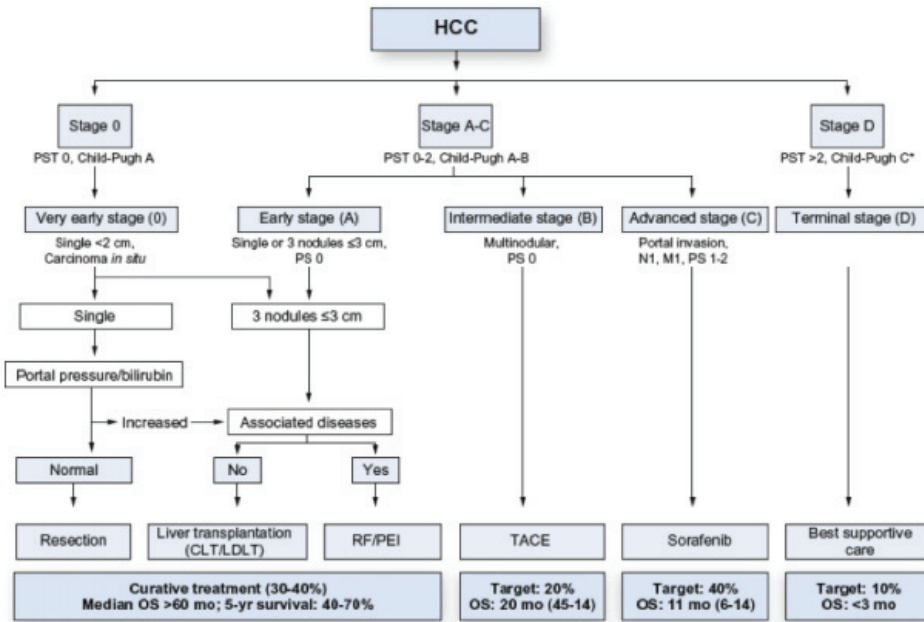 HCC
Stage 0
PST 0, Child-Pugh A
Stage A-C
PST 0-2, Child-Pugh A-B
Stage D
PST >2, Child-Pugh C*
Very early stage (0)
Single <2 cm,
Carcinoma in situ
Early stage (A)
Single or 3 nodules ≤3 cm,
PS 0
Intermediate stage (B)
Multinodular,
PS 0
Advanced stage (C)
Portal invasion,
N1, M1, PS 1-2
Terminal stage (D)
Single
3 nodules ≤3 cm
Portal pressure/bilirubin
Increased
Associated diseases
Normal
No
Yes
Resection
Liver transplantation
(CLT/LDLT)
RF/PEI
TACE
Sorafenib
Best supportive
care
Curative treatment (30-40%)
Median OS >60 mo; 5-yr survival: 40-70%
Target: 20%
OS: 20 mo (45-14)
Target: 40%
OS: 11 mo (6-14)
Target: 10%
OS: <3 mo